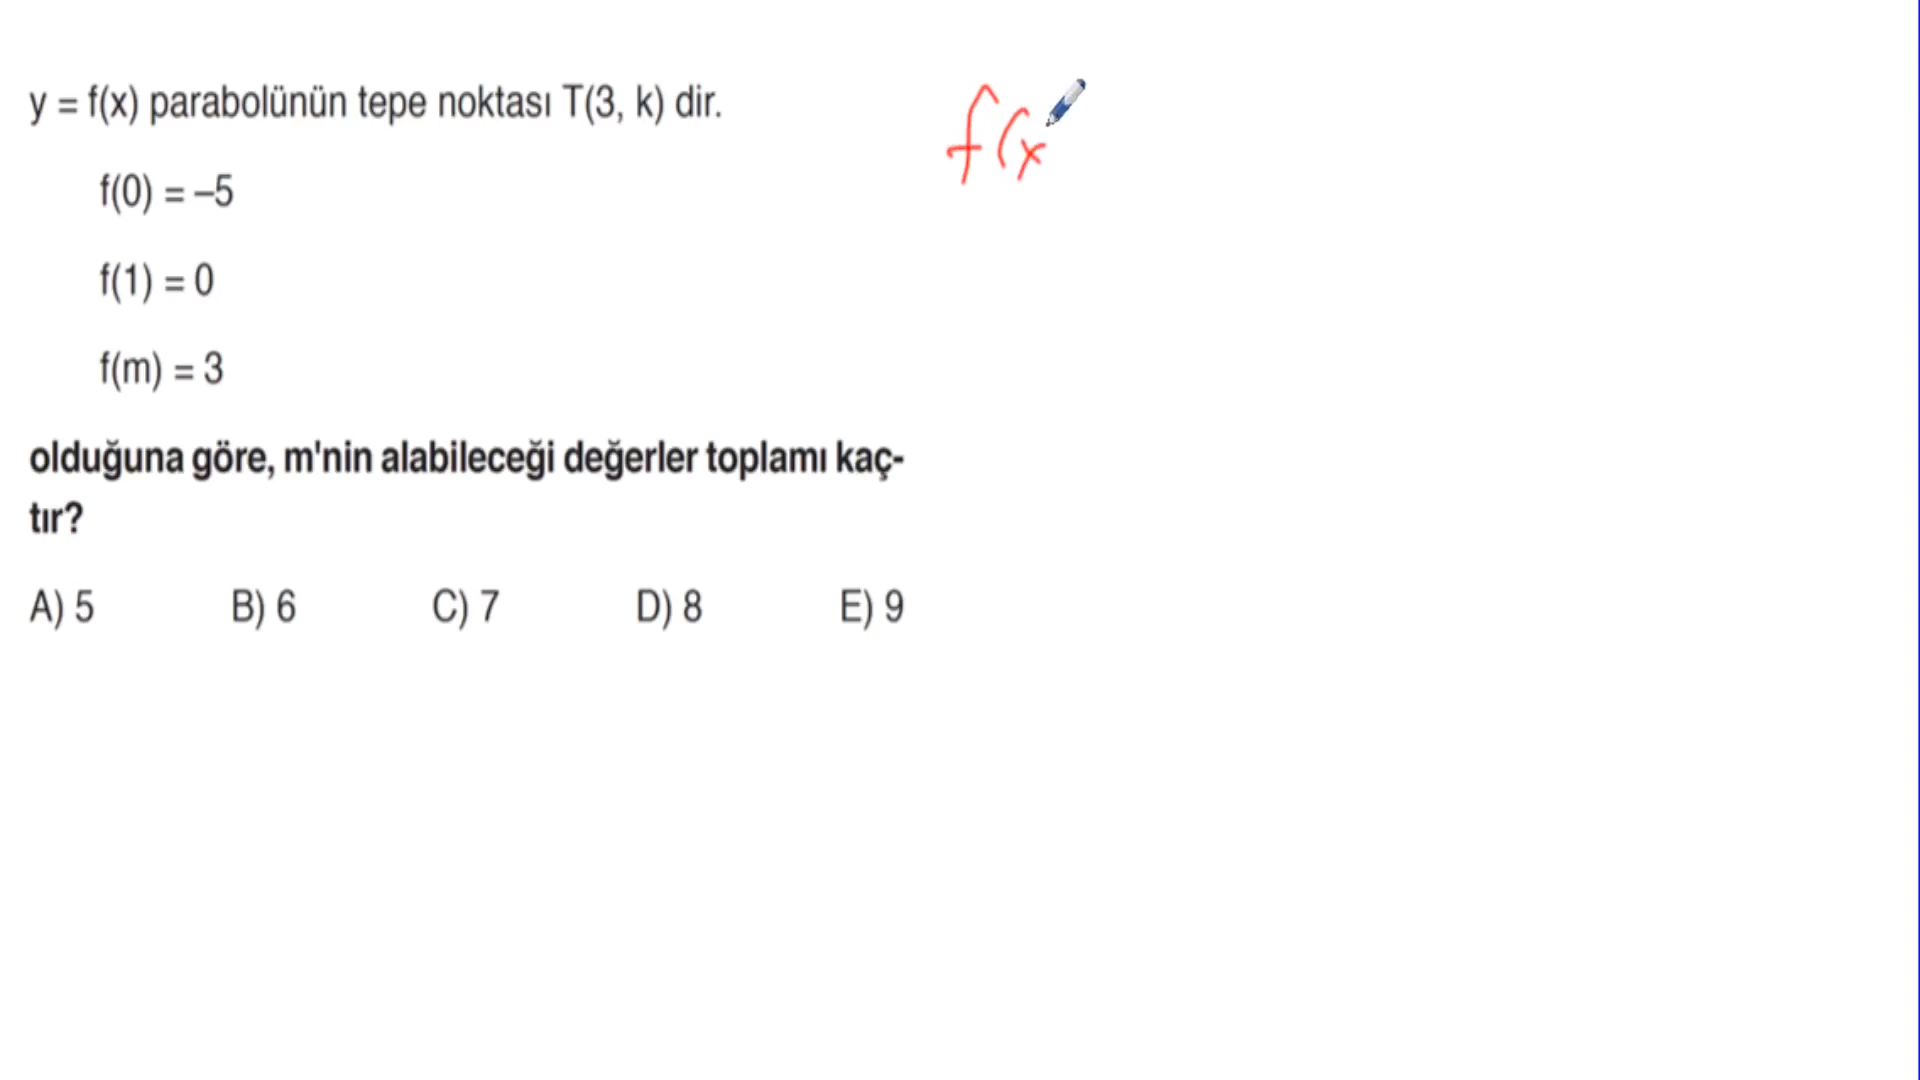 y = f(x) parabolünün tepe noktası T(3, k) dir.
f(x
f(0) = –5
f(1) = 0
f(m) = 3
olduğuna göre, m'nin alabileceği değerler toplamı kaç-
tır?
A) 5 B) 6 C) 7 D) 8 E) 9